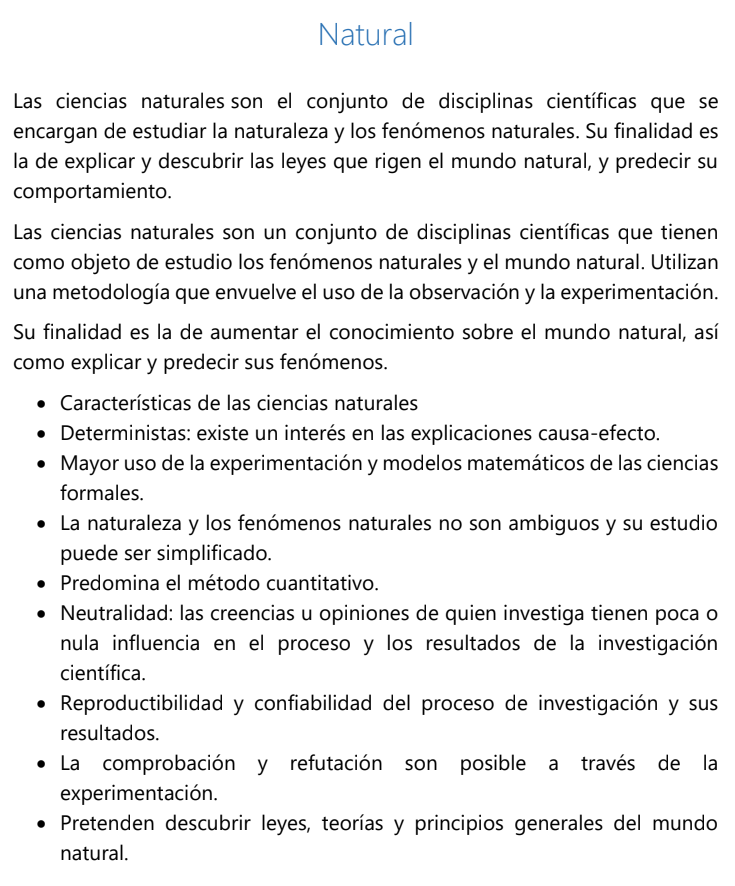 Natural
Las ciencias naturales son el conjunto de disciplinas científicas que se
encargan de estudiar la naturaleza y los fenómenos naturales. Su finalidad es
la de explicar y descubrir las leyes que rigen el mundo natural, y predecir su
comportamiento.
Las ciencias naturales son un conjunto de disciplinas científicas que tienen
como objeto de estudio los fenómenos naturales y el mundo natural. Utilizan
una metodología que envuelve el uso de la observación y la experimentación.
Su finalidad es la de aumentar el conocimiento sobre el mundo natural, así
como explicar y predecir sus fenómenos.
• Características de las ciencias naturales
• Deterministas: existe un interés en las explicaciones causa-efecto.
• Mayor uso de la experimentación y modelos matemáticos de las ciencias
formales.
• La naturaleza y los fenómenos naturales no son ambiguos y su estudio
puede ser simplificado.
• Predomina el método cuantitativo.
• Neutralidad: las creencias u opiniones de quien investiga tienen poca o
nula influencia en el proceso y los resultados de la investigación
científica.
• Reproductibilidad y confiabilidad del proceso de investigación y sus
resultados.
• La comprobación y refutación son posible a través de la
experimentación.
• Pretenden descubrir leyes, teorías y principios generales del mundo
natural.